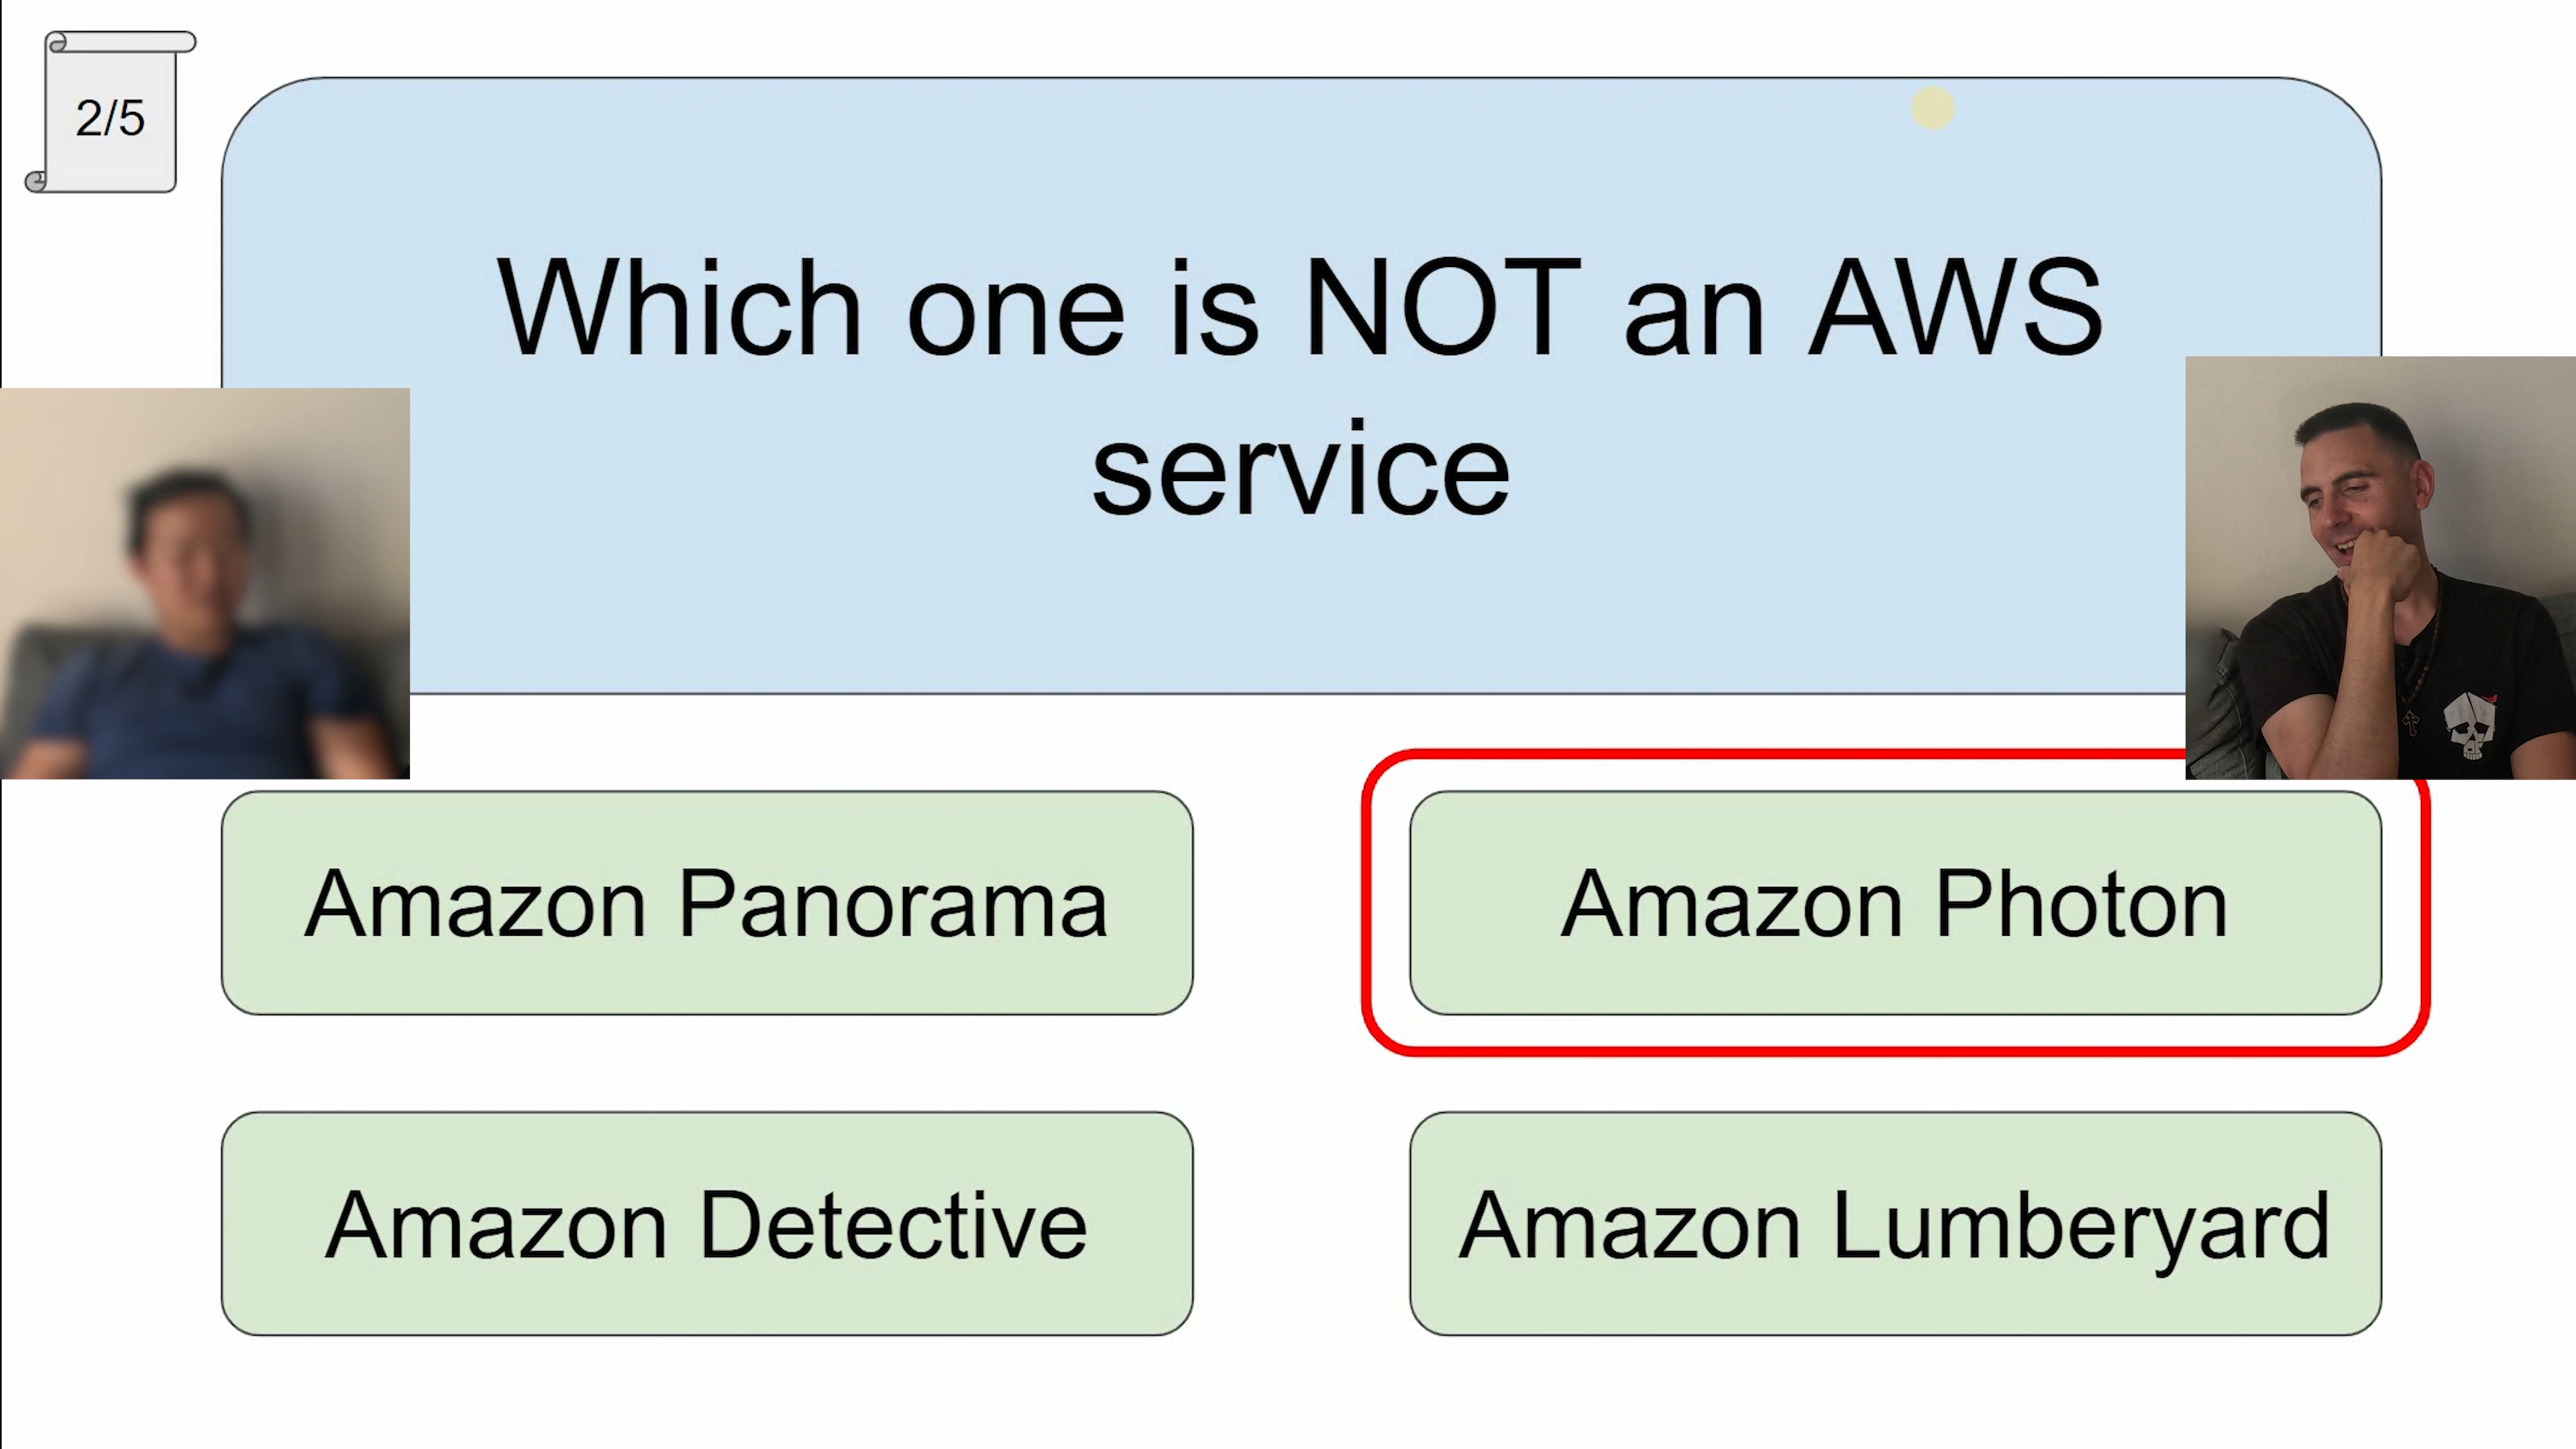 2/5
Which one is NOT an AWS
service
Amazon Panorama
Amazon Photon
Amazon Detective
Amazon Lumberyard